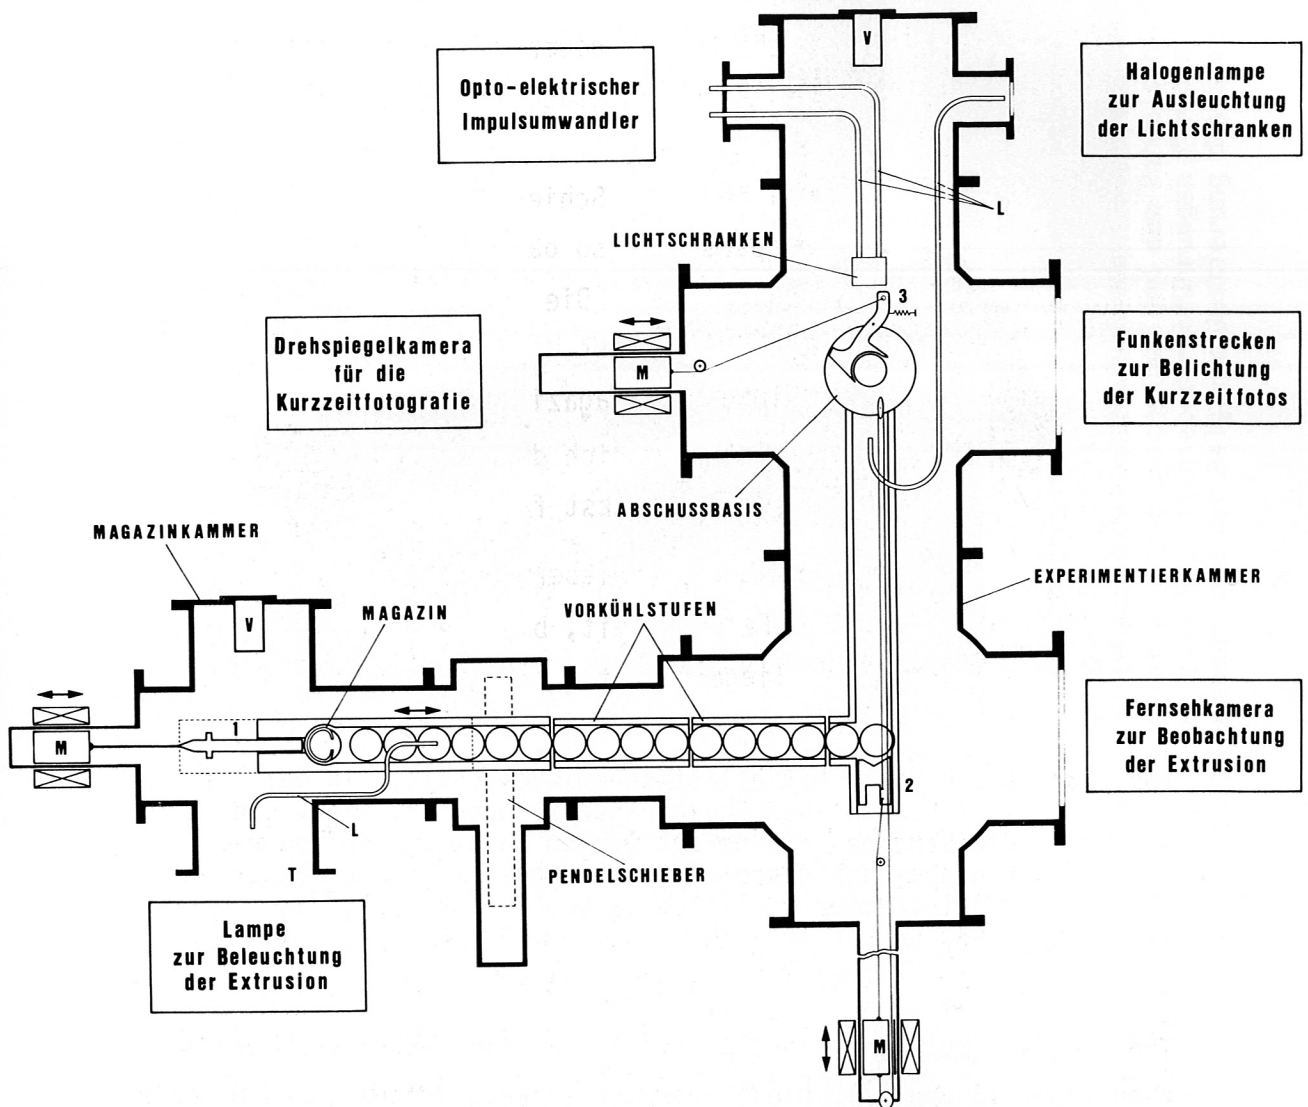 V
Opto-elektrischer
Impulsumwandler
Halogenlampe
zur Ausleuchtung
der Lichtschranken
L
LICHTSCHRANKEN
3
Drehspiegelkamera
für die
Kurzzeitfotografie
M
Funkenstrecken
zur Belichtung
der Kurzzeitfotos
ABSCHUSSBASIS
MAGAZINKAMMER
EXPERIMENTIERKAMMER
MAGAZIN
VORKÜHLSTUFEN
V
1
M
Fernsehkamera
zur Beobachtung
der Extrusion
2
L
T
PENDELSCHIEBER
Lampe
zur Beleuchtung
der Extrusion
M